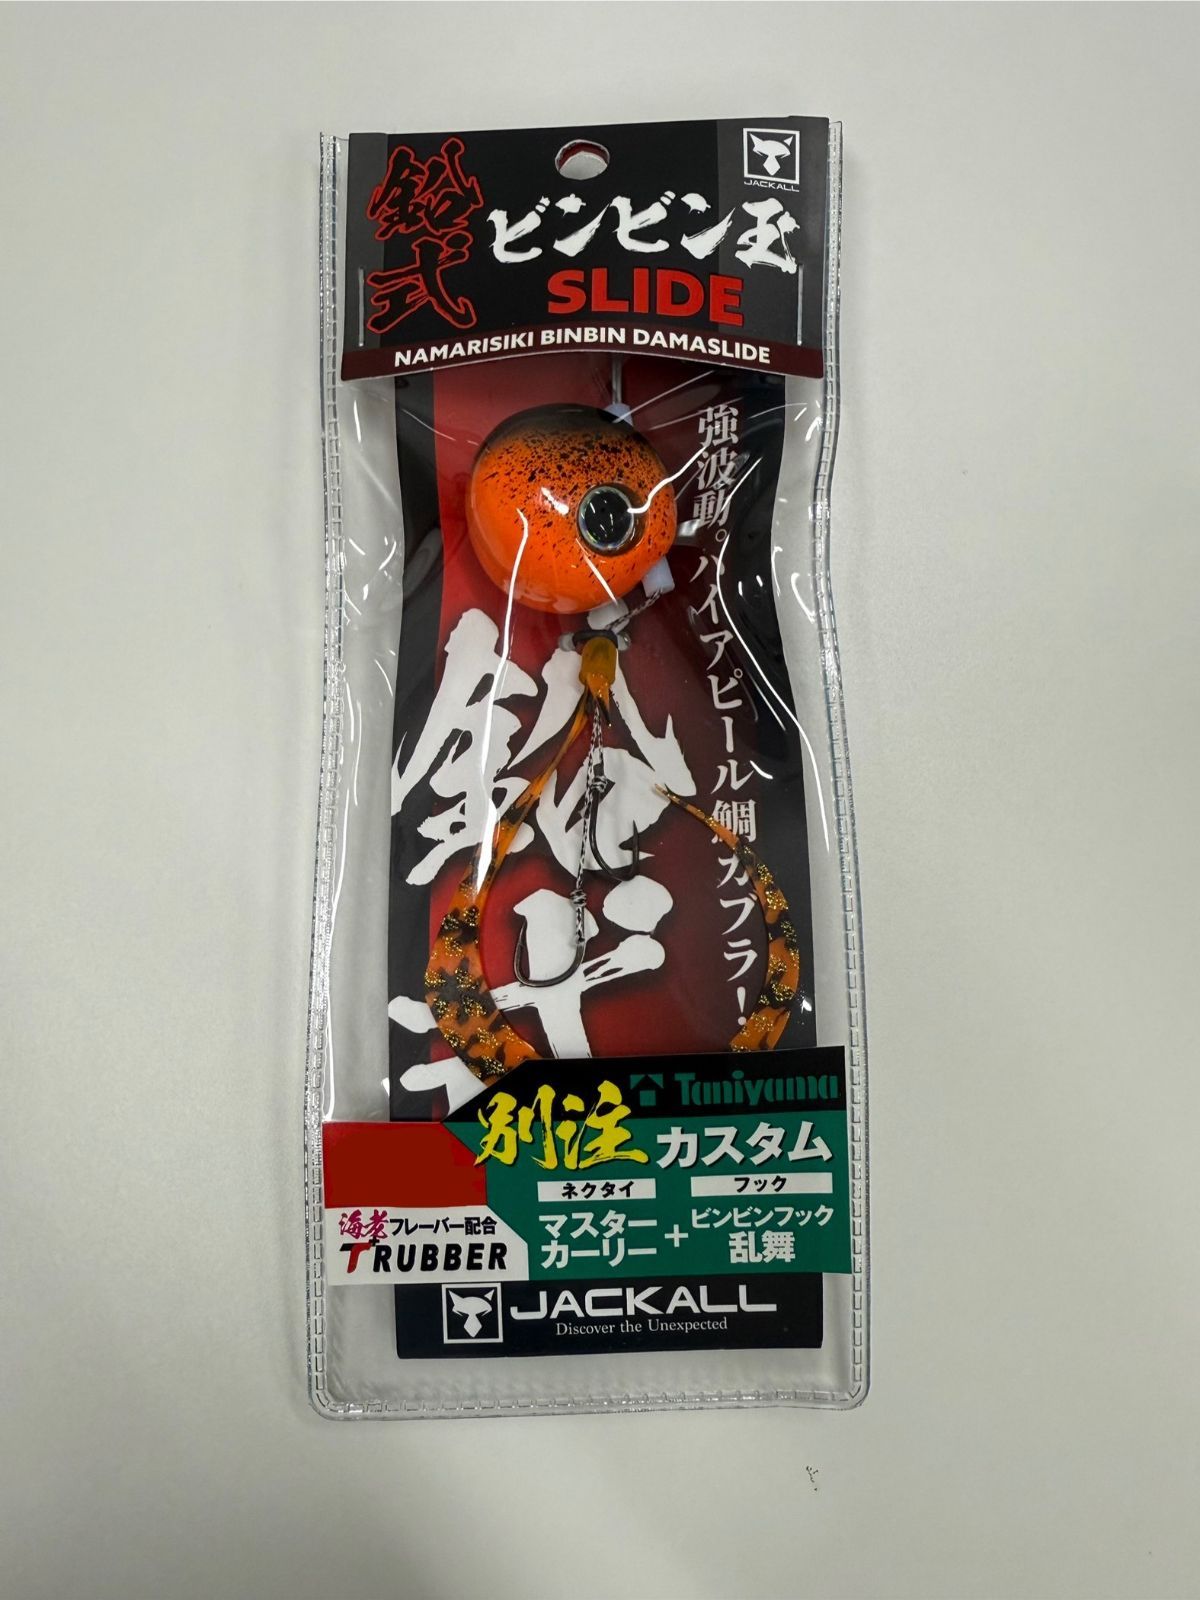 鉛式
ビンビン玉
SLIDE
JACKALL
NAMARISIKI BINBIN DAMASLIDE
強波動。ハイアピール鯛カブラ！
鉛式
Tamiyama
別注カスタム
ネクタイ
マスター
カーリー
+
フック
ビンビンフック
乱舞
海老フレーバー配合
T+RUBBER
JACKALL
Discover the Unexpected